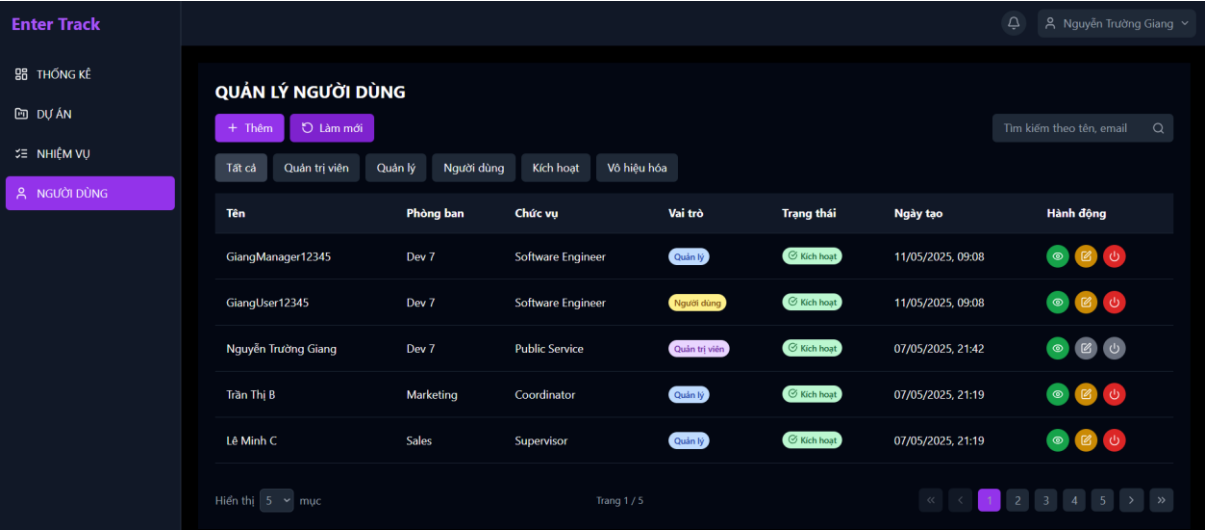 Enter Track
Nguyễn Trường Giang
THỐNG KÊ
DỰ ÁN
NHIỆM VỤ
NGƯỜI DÙNG
QUẢN LÝ NGƯỜI DÙNG
+ Thêm Làm mới Tìm kiếm theo tên, email
Tất cả Quản trị viên Quản lý Người dùng Kích hoạt Vô hiệu hóa
Tên Phòng ban Chức vụ Vai trò Trạng thái Ngày tạo Hành động
GiangManager12345 Dev 7 Software Engineer Quản lý Kích hoạt 11/05/2025, 09:08
GiangUser12345 Dev 7 Software Engineer Người dùng Kích hoạt 11/05/2025, 09:08
Nguyễn Trường Giang Dev 7 Public Service Quản trị viên Kích hoạt 07/05/2025, 21:42
Trần Thị B Marketing Coordinator Quản lý Kích hoạt 07/05/2025, 21:19
Lê Minh C Sales Supervisor Quản lý Kích hoạt 07/05/2025, 21:19
Hiển thị 5 mục Trang 1 / 5 « < 1 2 3 4 5 > »